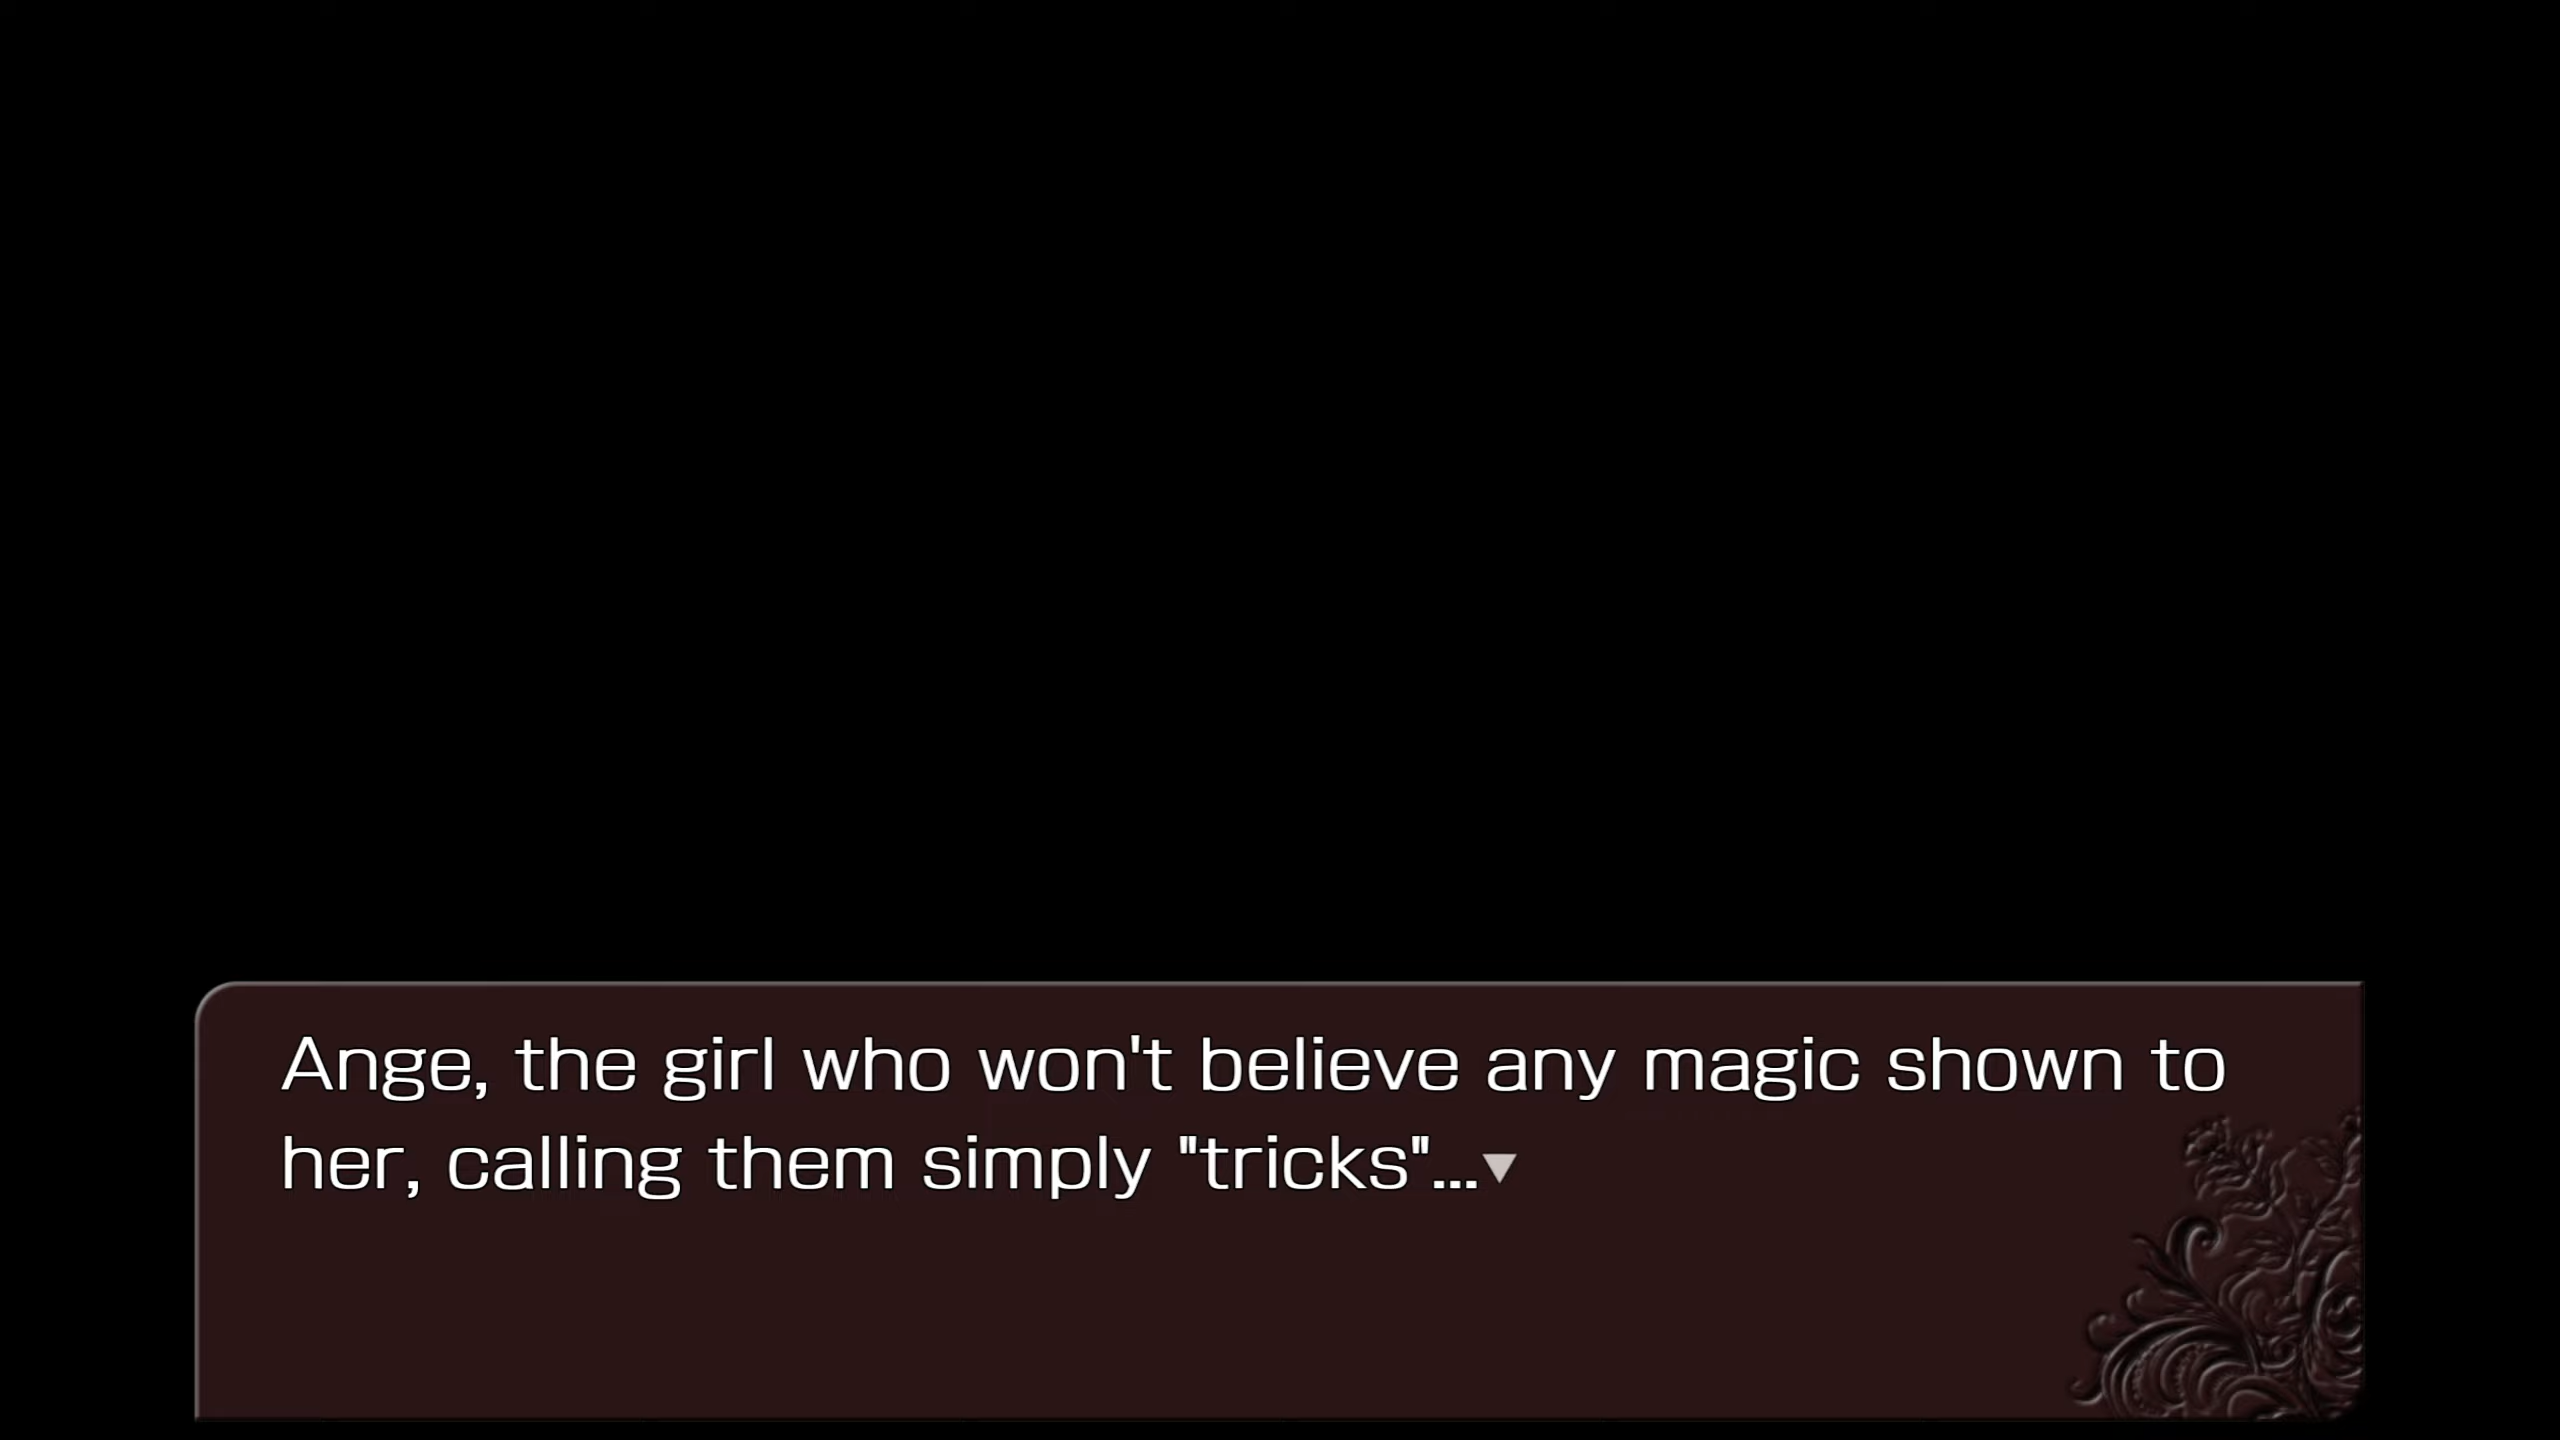 Ange, the girl who won't believe any magic shown to
her, calling them simply "tricks"...